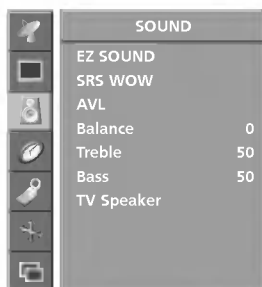 SOUND
EZ SOUND
SRS WOW
AVL
Balance 0
Treble 50
Bass 50
TV Speaker